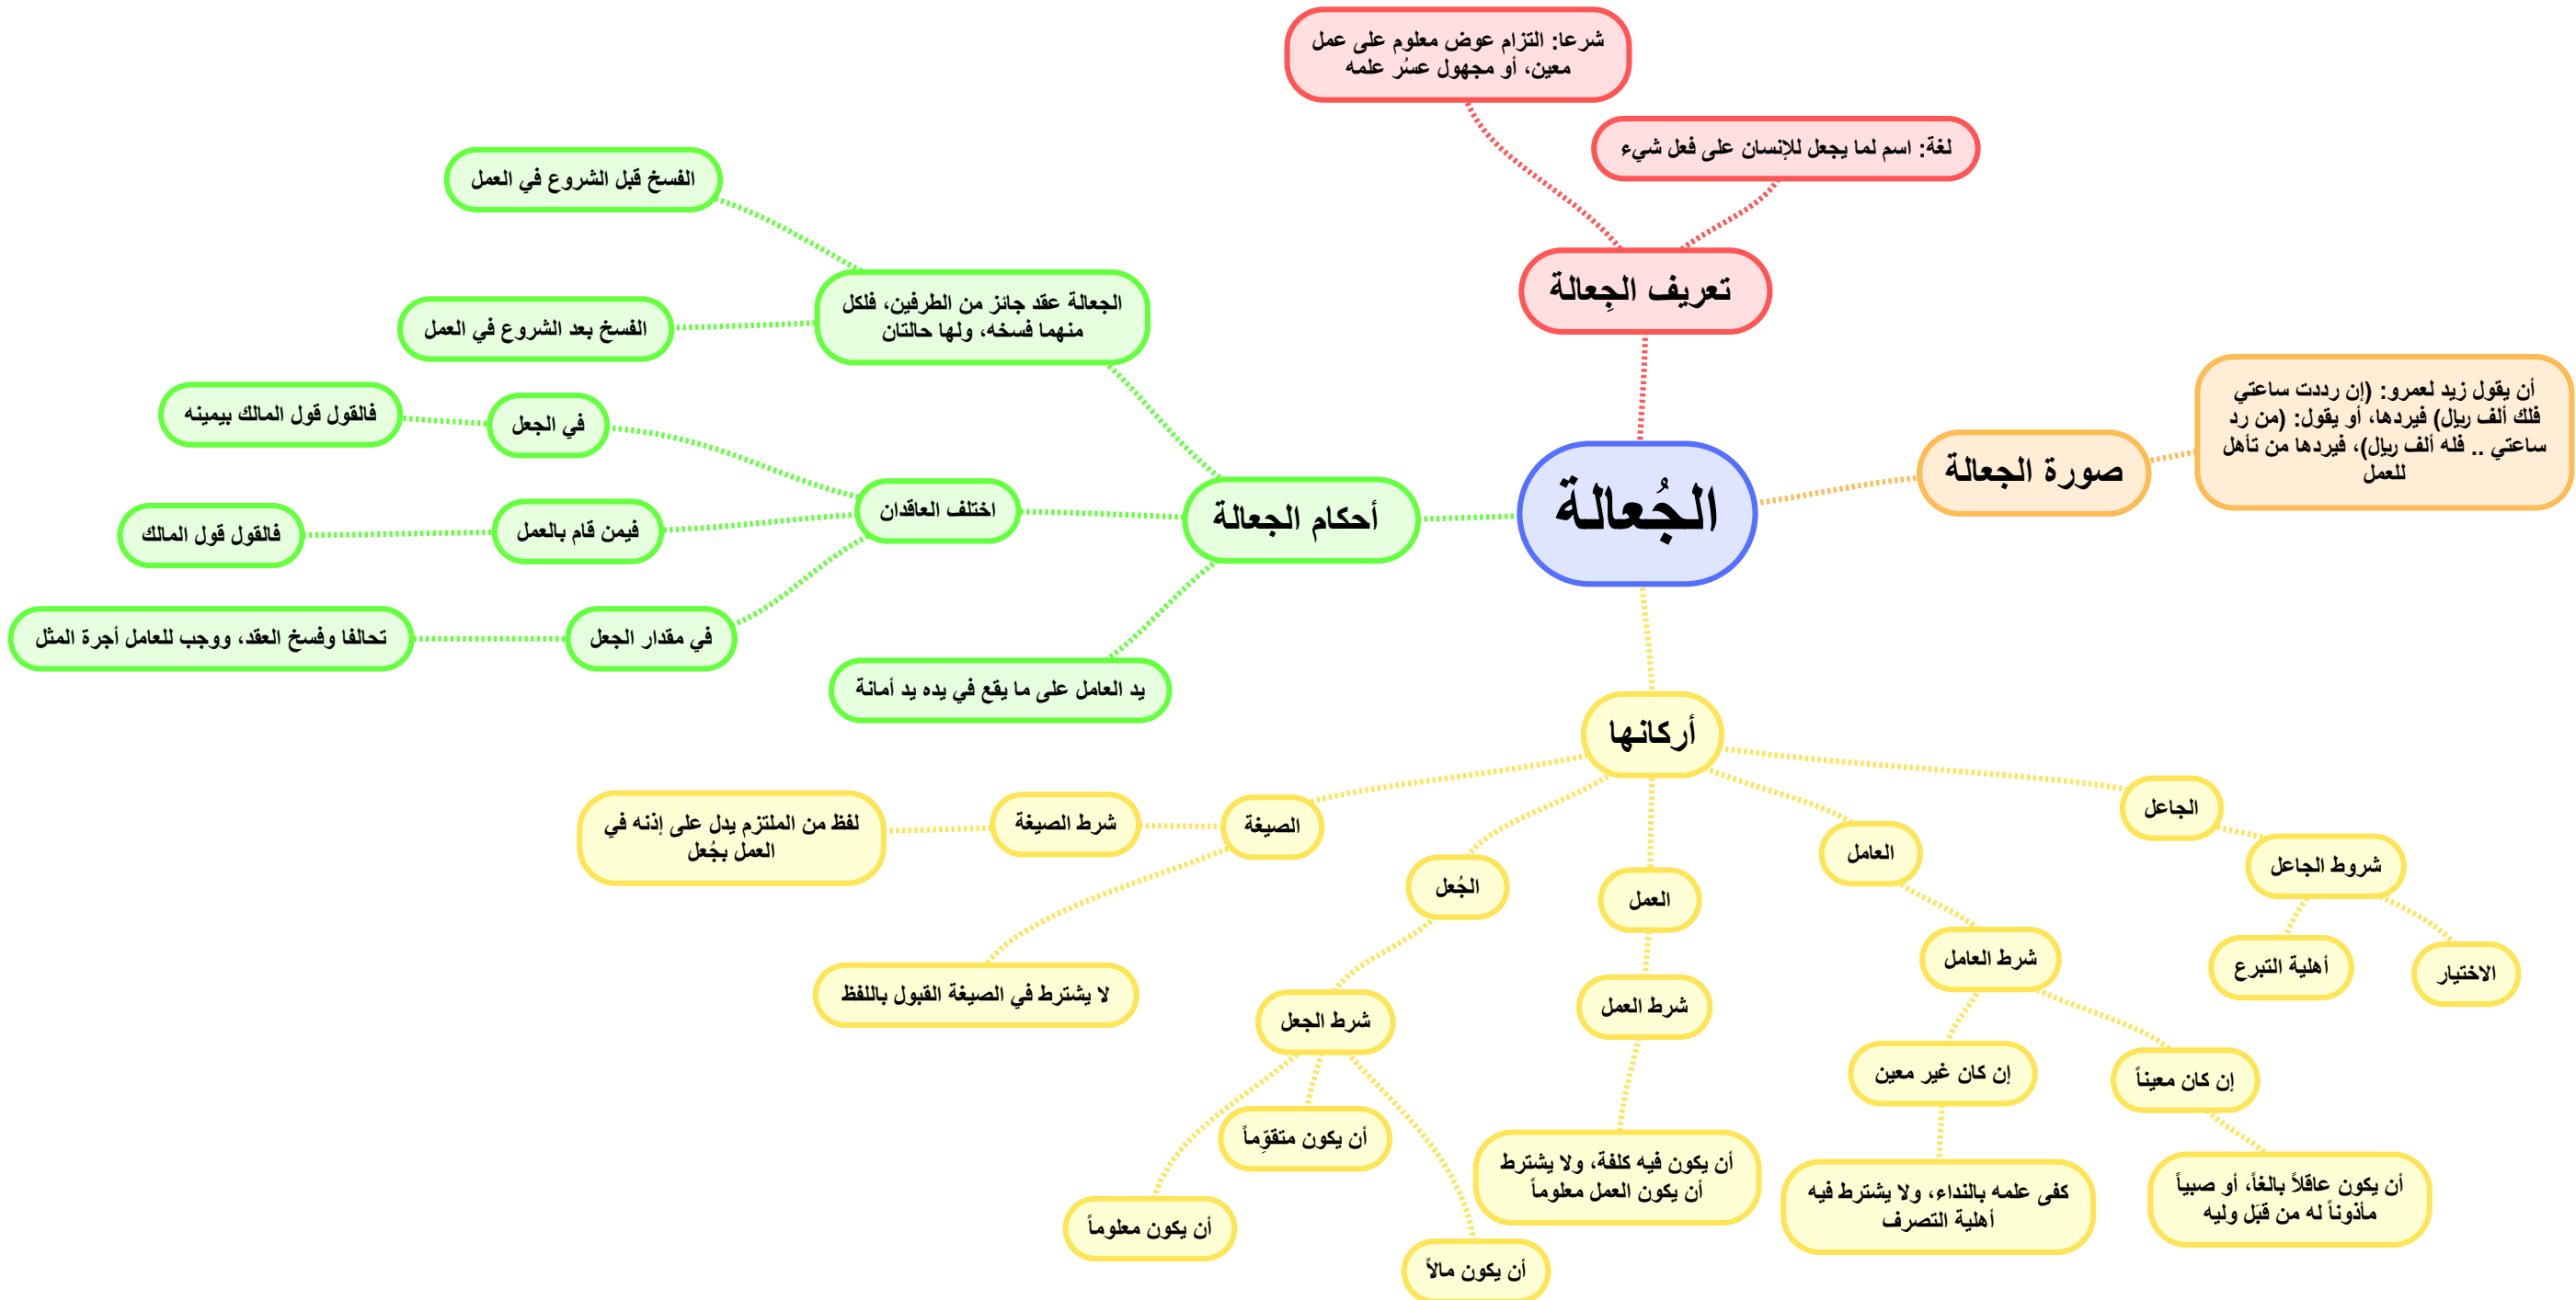 الجُعالة
تعريف الجِعالة
لغة: اسم لما يجعل للإنسان على فعل شيء
شرعا: التزام عوض معلوم على عمل
معين، أو مجهول عسُر علمه
صورة الجعالة
أن يقول زيد لعمرو: (إن رددت ساعتي
فلك ألف ريال) فيردها، أو يقول: (من رد
ساعتي .. فله ألف ريال)، فيردها من تأهل
للعمل
أركانها
الجاعل
شروط الجاعل
الاختيار
أهلية التبرع
العامل
شرط العامل
إن كان معيناً
أن يكون عاقلاً بالغاً، أو صبياً
مأذوناً له من قبَل وليه
إن كان غير معين
كفى علمه بالنداء، ولا يشترط فيه
أهلية التصرف
العمل
شرط العمل
أن يكون فيه كلفة، ولا يشترط
أن يكون العمل معلوماً
الجُعل
شرط الجعل
أن يكون مالاً
أن يكون متقوِّماً
أن يكون معلوماً
الصيغة
شرط الصيغة
لفظ من الملتزم يدل على إذنه في
العمل بجُعل
لا يشترط في الصيغة القبول باللفظ
أحكام الجعالة
الجعالة عقد جائز من الطرفين، فلكل
منهما فسخه، ولها حالتان
الفسخ قبل الشروع في العمل
الفسخ بعد الشروع في العمل
اختلف العاقدان
في الجعل
فالقول قول المالك بيمينه
فيمن قام بالعمل
فالقول قول المالك
في مقدار الجعل
تحالفا وفسخ العقد، ووجب للعامل أجرة المثل
يد العامل على ما يقع في يده يد أمانة